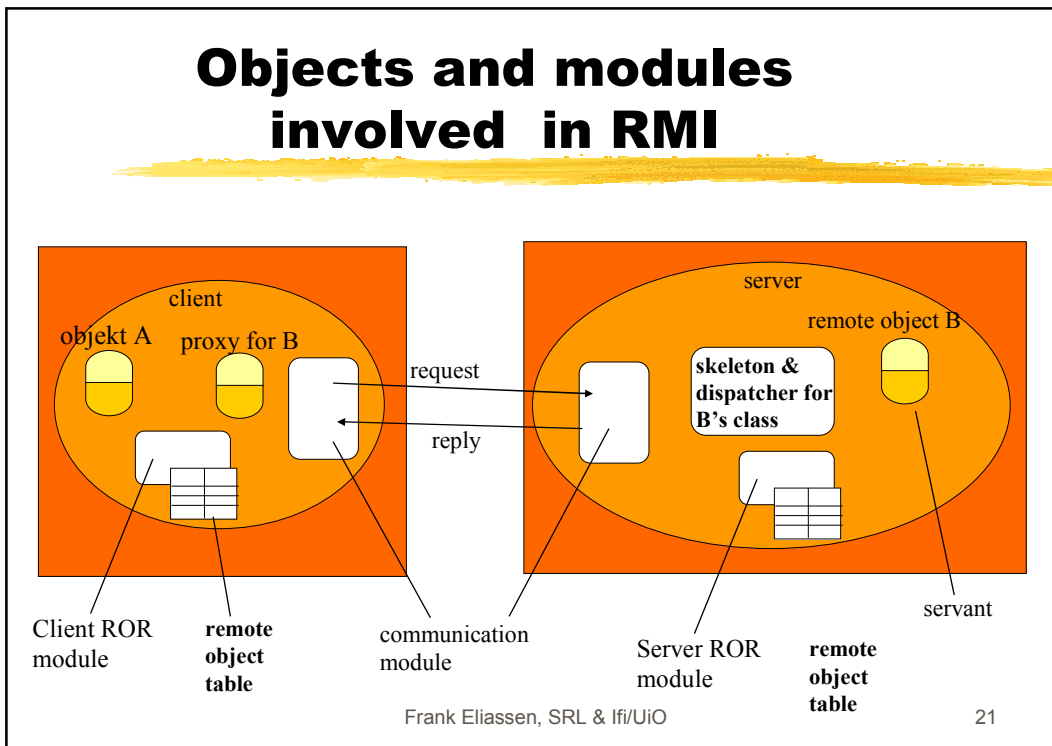 Objects and modules
involved in RMI
client
objekt A
proxy for B
request
reply
server
remote object B
skeleton &
dispatcher for
B’s class
Client ROR
module
remote
object
table
communication
module
Server ROR
module
remote
object
table
servant
Frank Eliassen, SRL & Ifi/UiO
21